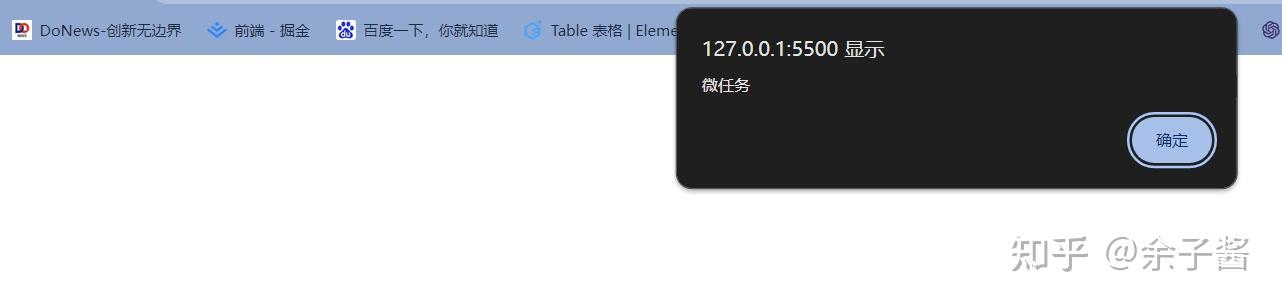 DoNews-创新无边界 前端 - 掘金 百度一下，你就知道 Table 表格 | Eleme
127.0.0.1:5500 显示
微任务
确定
知乎 @余子酱